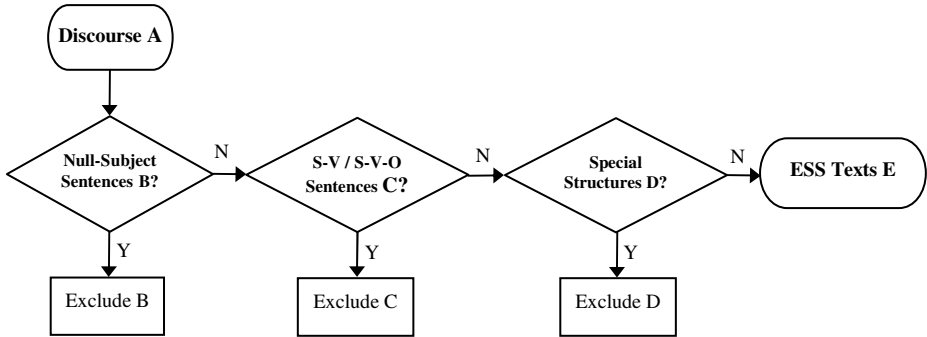 Discourse A
Null-Subject
Sentences B?
N
S-V / S-V-O
Sentences C?
N
Special
Structures D?
N
ESS Texts E
Y
Y
Y
Exclude B
Exclude C
Exclude D